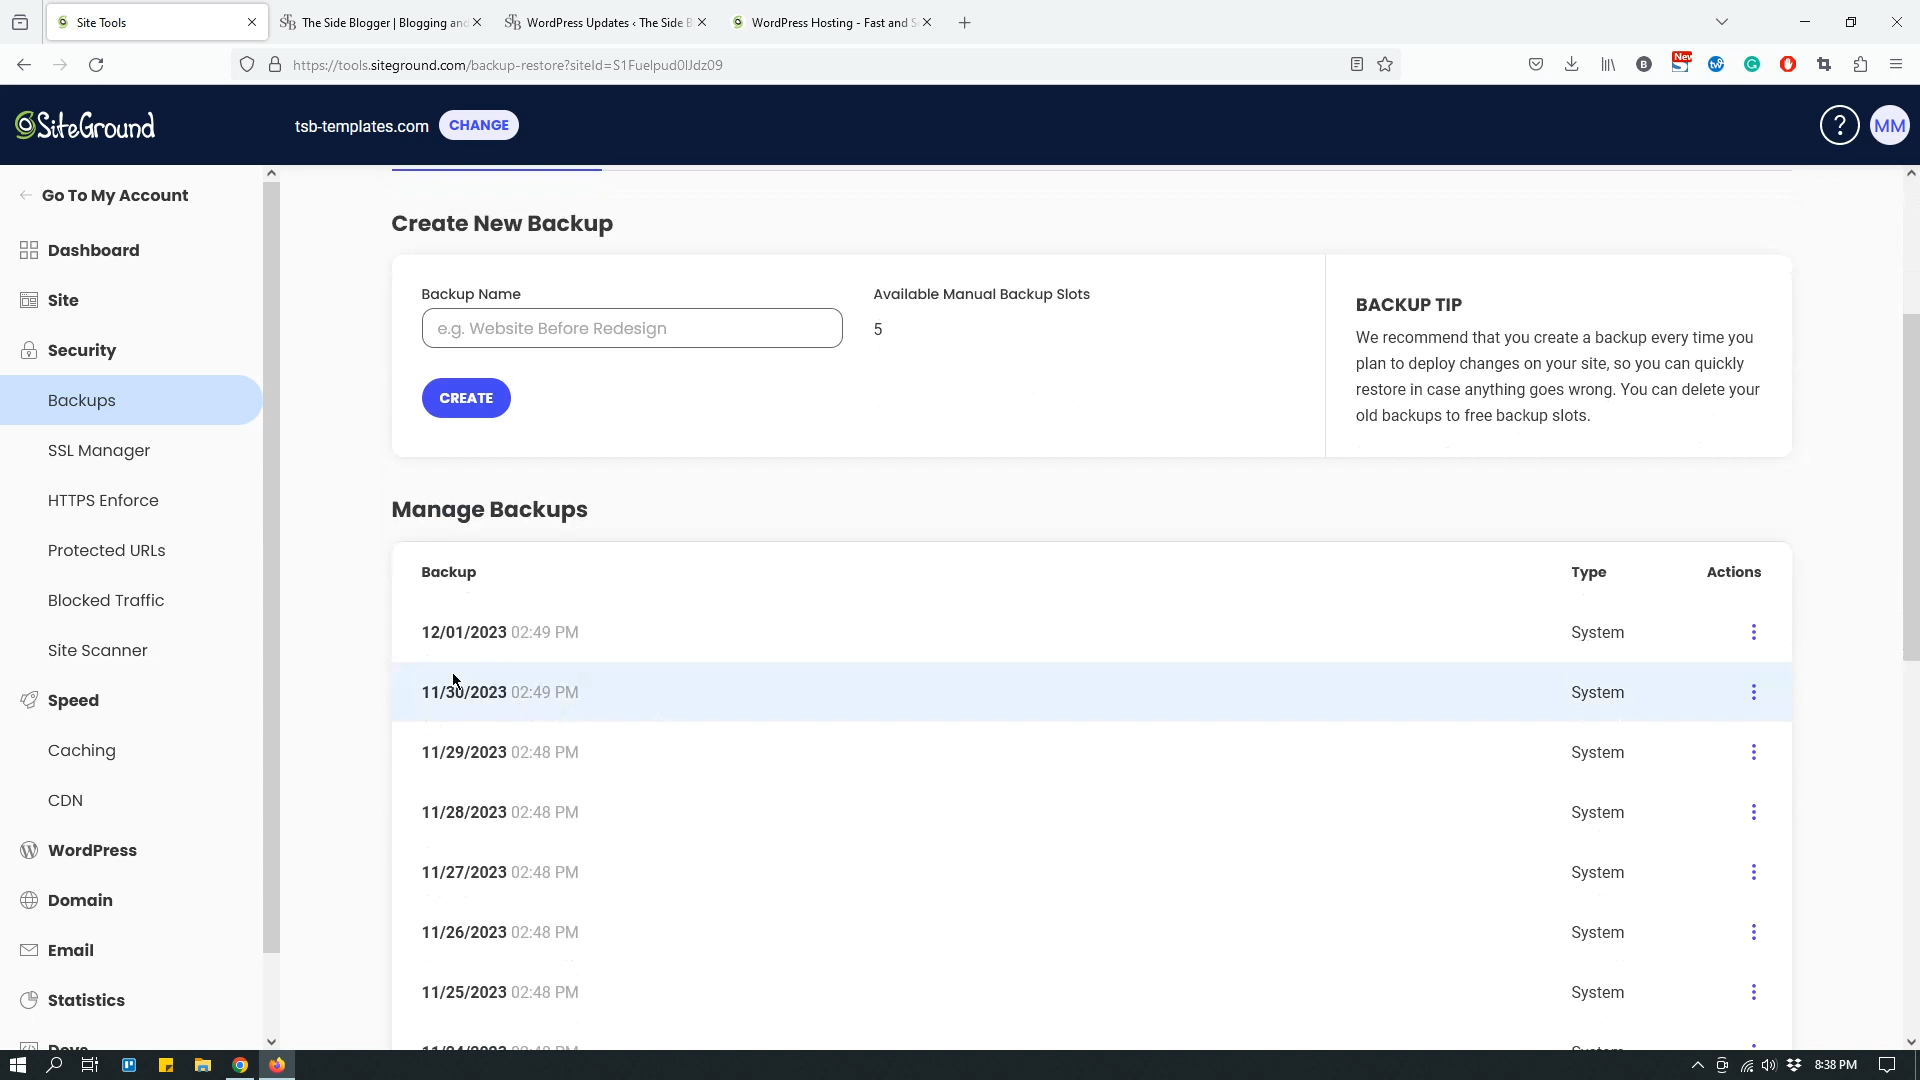 Site Tools
The Side Blogger | Blogging and
WordPress Updates ‹ The Side B
WordPress Hosting - Fast and S
https://tools.siteground.com/backup-restore?siteId=
New
SiteGround
tsb-templates.com
CHANGE
?
MM
Go To My Account
Dashboard
Site
Security
Backups
SSL Manager
HTTPS Enforce
Protected URLs
Blocked Traffic
Site Scanner
Speed
Caching
CDN
WordPress
Domain
Email
Statistics
Devs
Create New Backup
Backup Name
e.g. Website Before Redesign
Available Manual Backup Slots
5
CREATE
BACKUP TIP
We recommend that you create a backup every time you
plan to deploy changes on your site, so you can quickly
restore in case anything goes wrong. You can delete your
old backups to free backup slots.
Manage Backups
Backup Type Actions
12/01/2023 02:49 PM System
11/30/2023 02:49 PM System
11/29/2023 02:48 PM System
11/28/2023 02:48 PM System
11/27/2023 02:48 PM System
11/26/2023 02:48 PM System
11/25/2023 02:48 PM System
8:38 PM